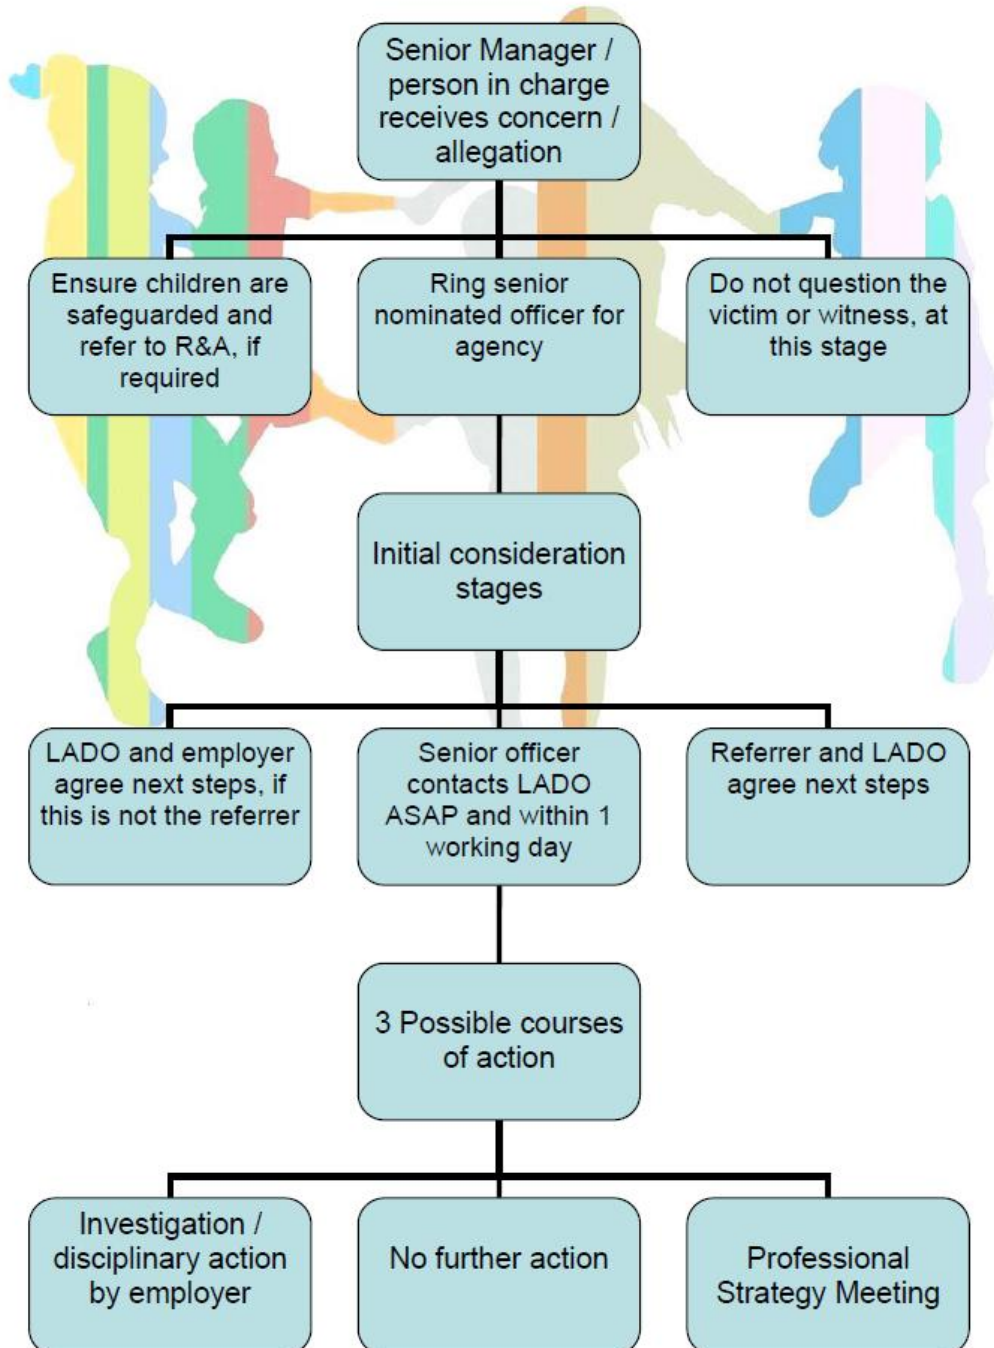 Senior Manager /
person in charge
receives concern /
allegation
Ensure children are
safeguarded and
refer to R&A, if
required
Ring senior
nominated officer for
agency
Do not question the
victim or witness, at
this stage
Initial consideration
stages
LADO and employer
agree next steps, if
this is not the referrer
Senior officer
contacts LADO
ASAP and within 1
working day
Referrer and LADO
agree next steps
3 Possible courses
of action
Investigation /
disciplinary action
by employer
No further action
Professional
Strategy Meeting